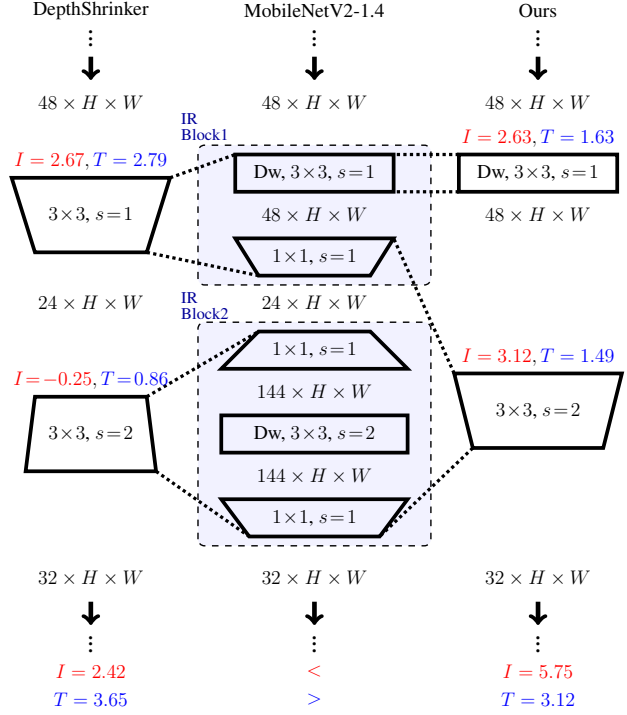 DepthShrinker MobileNetV2-1.4 Ours
48 × H × W 48 × H × W 48 × H × W
IR
Block1
I = 2.67, T = 2.79
I = 2.63, T = 1.63
Dw, 3×3, s=1 Dw, 3×3, s=1
3×3, s=1
48 × H × W 48 × H × W
1×1, s=1
24 × H × W 24 × H × W
IR
Block2
1×1, s=1
I=−0.25, T=0.86
I = 3.12, T = 1.49
144 × H × W
3×3, s=2
Dw, 3×3, s=2
3×3, s=2
144 × H × W
1×1, s=1
32 × H × W 32 × H × W 32 × H × W
I = 2.42 < I = 5.75
T = 3.65 > T = 3.12